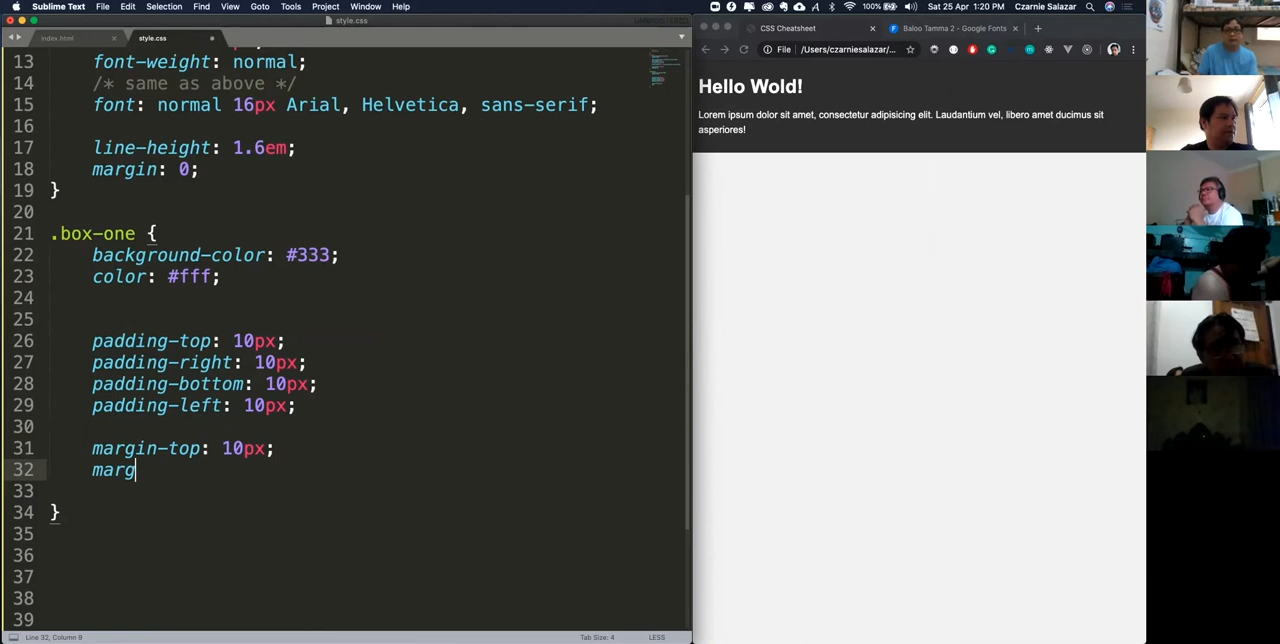 Sublime Text File Edit Selection Find View Goto Tools Project Window Help 100% Sat 25 Apr 1:20 PM Czarnie Salazar
style.css UNREGISTERED
index.html style.css
13 font-weight: normal;
14 /* same as above */
15 font: normal 16px Arial, Helvetica, sans-serif;
16
17 line-height: 1.6em;
18 margin: 0;
19 }
20
21 .box-one {
22 background-color: #333;
23 color: #fff;
24
25
26 padding-top: 10px;
27 padding-right: 10px;
28 padding-bottom: 10px;
29 padding-left: 10px;
30
31 margin-top: 10px;
32 marg
33
34 }
35
36
37
38
39
Line 32, Column 9 Tab Size: 4 LESS
CSS Cheatsheet Baloo Tamma 2 - Google Fonts
File /Users/czarniesalazar/...
Hello Wold!
Lorem ipsum dolor sit amet, consectetur adipisicing elit. Laudantium vel, libero amet ducimus sit
asperiores!